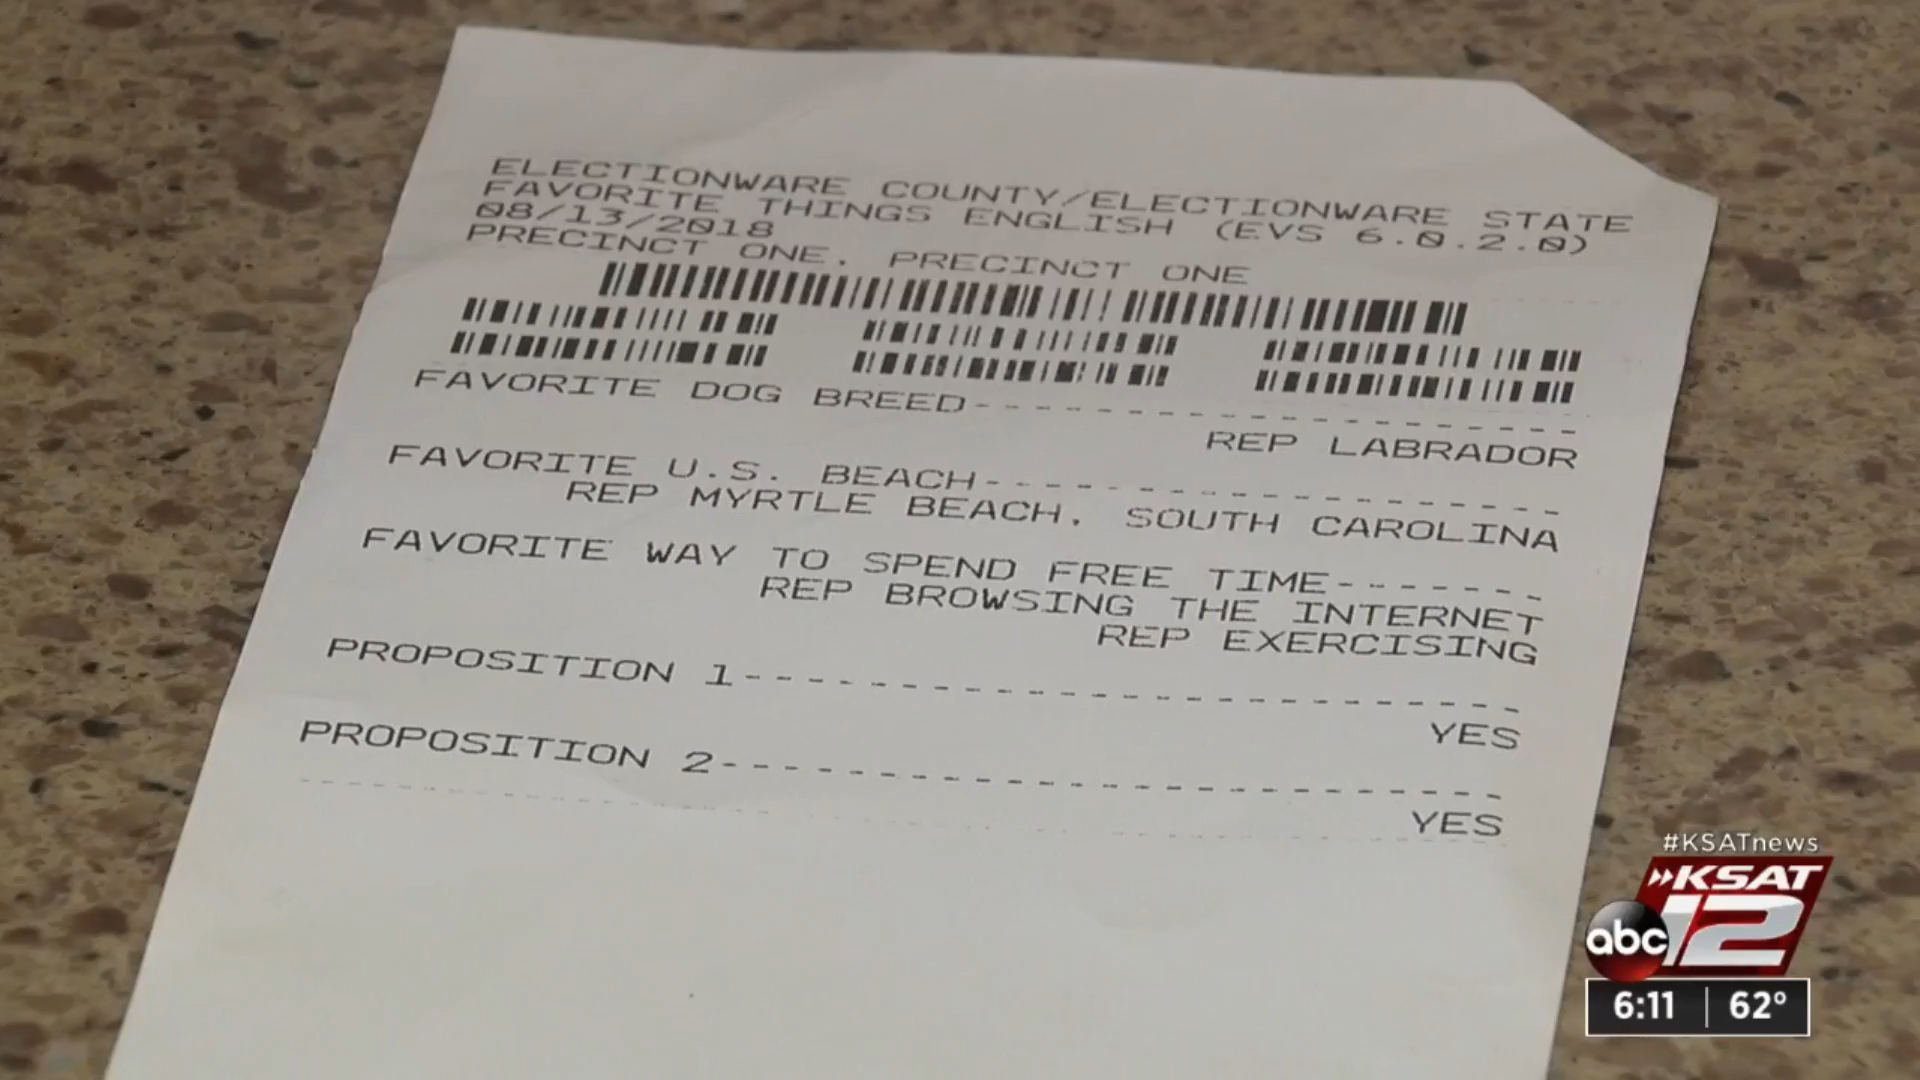 ELECTIONWARE COUNTY/ELECTIONWARE STATE
FAVORITE THINGS ENGLISH (EVS 6.0.2.0)
08/13/2018
PRECINCT ONE, PRECINCT ONE
FAVORITE DOG BREED------------------
REP LABRADOR
FAVORITE U.S. BEACH------------------
REP MYRTLE BEACH, SOUTH CAROLINA
FAVORITE WAY TO SPEND FREE TIME-------
REP BROWSING THE INTERNET
REP EXERCISING
PROPOSITION 1-------------------------
YES
PROPOSITION 2-------------------------
YES
#KSATnews
KSAT
abc 12
6:11 | 62°